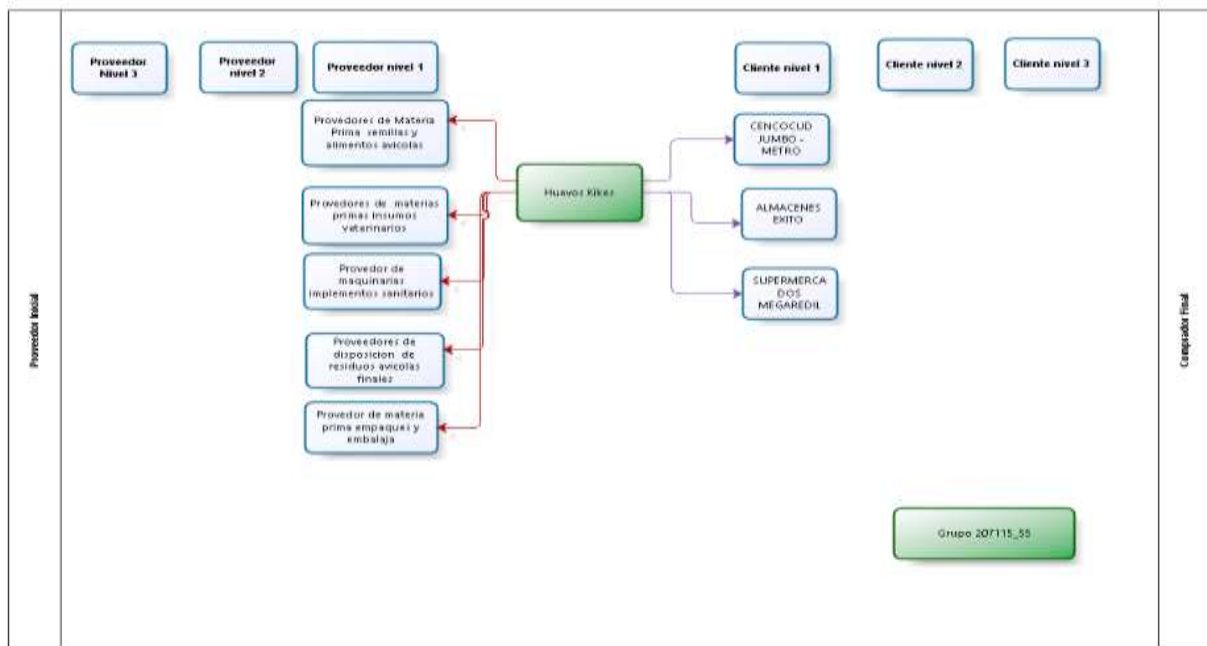 Proveedor
Nivel 3
Proveedor
nivel 2
Proveedor nivel 1
Cliente nivel 1
Cliente nivel 2
Cliente nivel 3
Provedores de Materia
Prima semillas y
alimentos avicolas
Provedores de materias
primas insumos
veterinarios
Provedor de
maquinarias
implementos sanitarios
Proveedores de
disposicion de
residuos avicolas
finales
Provedor de materia
prima empaques y
embalaja
Huevos Kikes
CENCOCUD
JUMBO -
METRO
ALMACENES
EXITO
SUPERMERCA
DOS
MEGAREDIL
Grupo 207115_55
Proveedor Inicial
Comprador Final